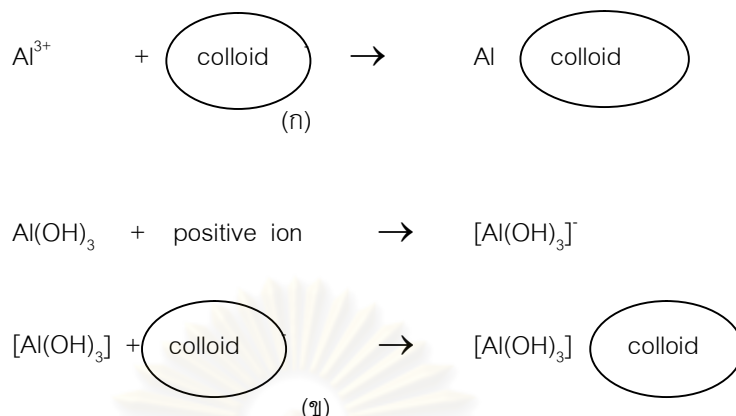 Al³⁺ + colloid → Al colloid
(ก)
Al(OH)₃ + positive ion → [Al(OH)₃]⁻
[Al(OH)₃] + colloid → [Al(OH)₃] colloid
(ข)